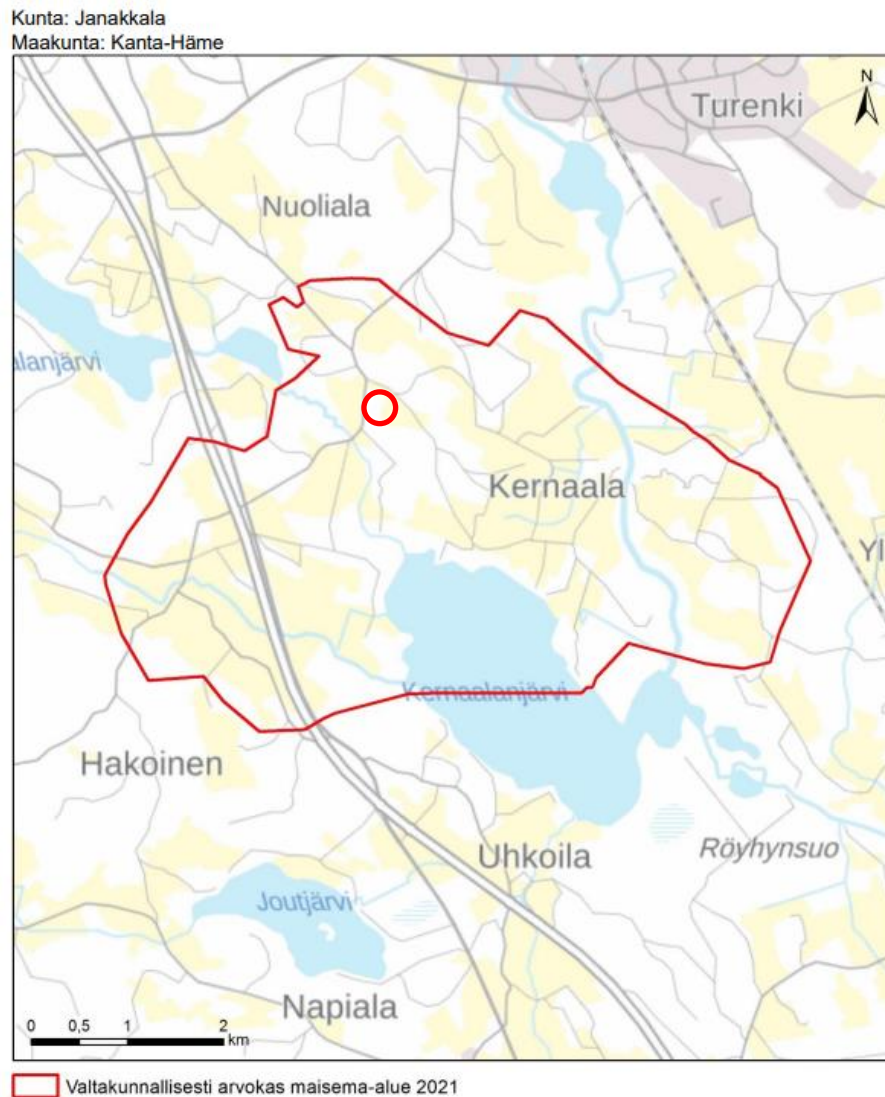 Kunta: Janakkala
Maakunta: Kanta-Häme
N
Turenki
Nuoliala
alanjärvi
Kernaala
Yl
Kernaalanjärvi
Hakoinen
Uhkoila
Röyhynsuo
Joutjärvi
Napiala
0 0,5 1 2
km
Valtakunnallisesti arvokas maisema-alue 2021